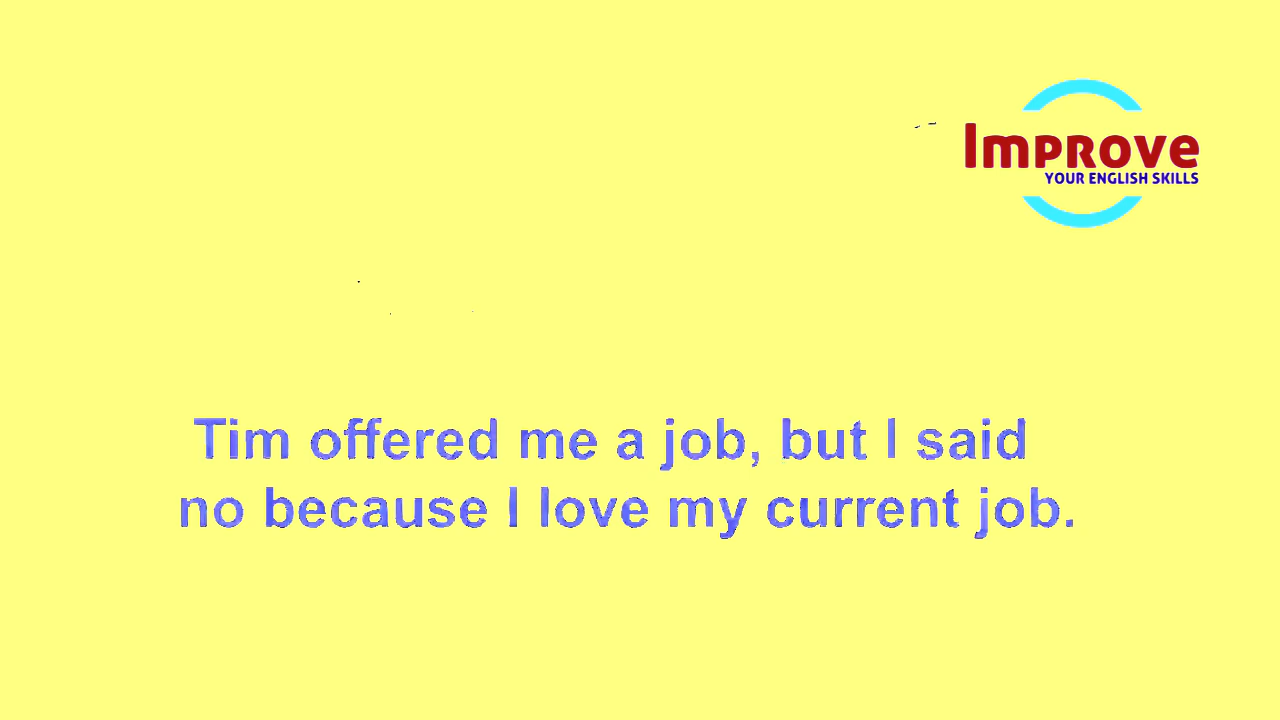 Improve
YOUR ENGLISH SKILLS
Tim offered me a job, but I said
no because I love my current job.